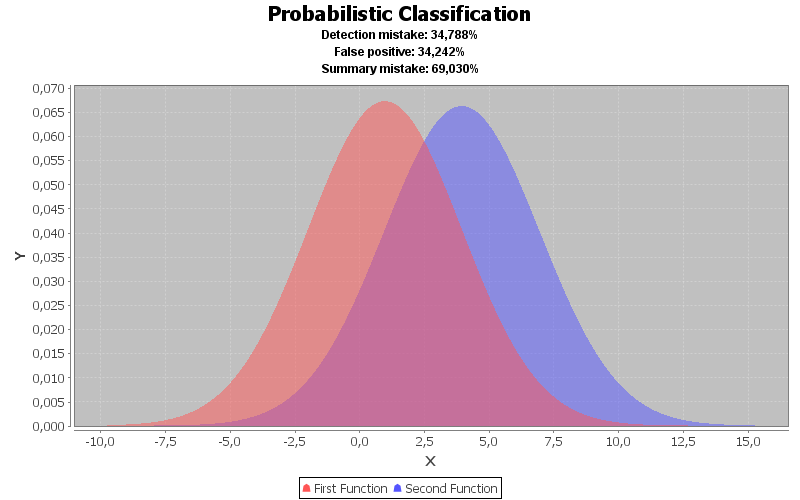 Probabilistic Classification
Detection mistake: 34,788%
False positive: 34,242%
Summary mistake: 69,030%
0,070
0,065
0,060
0,055
0,050
0,045
0,040
0,035
0,030
0,025
0,020
0,015
0,010
0,005
0,000
Y
-10,0 -7,5 -5,0 -2,5 0,0 2,5 5,0 7,5 10,0 12,5 15,0
X
First Function Second Function